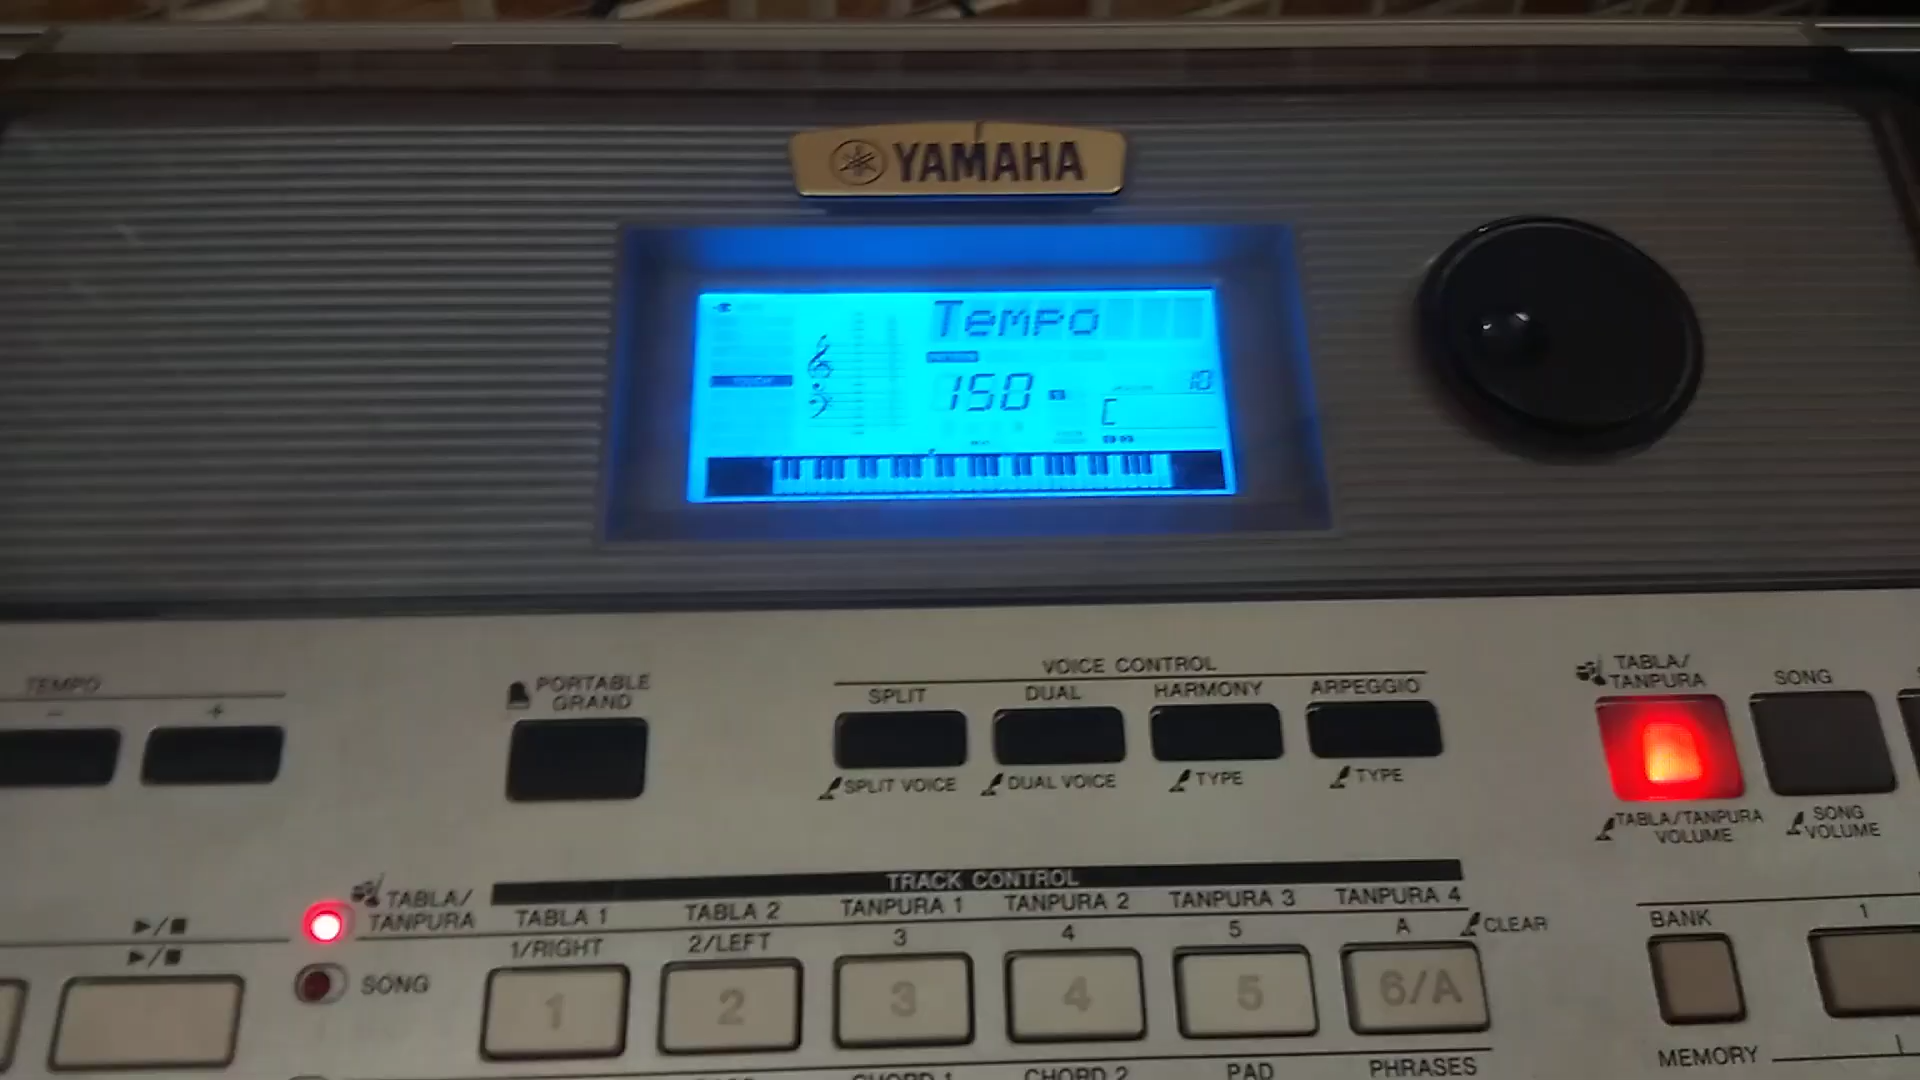 YAMAHA
Tempo
150
10
C
TEMPO
- +
PORTABLE
GRAND
VOICE CONTROL
SPLIT DUAL HARMONY ARPEGGIO
SPLIT VOICE DUAL VOICE TYPE TYPE
TABLA/
TANPURA
SONG
TABLA/TANPURA
VOLUME
SONG
VOLUME
TRACK CONTROL
TABLA/
TANPURA
TABLA 1 TABLA 2 TANPURA 1 TANPURA 2 TANPURA 3 TANPURA 4
1/RIGHT 2/LEFT 3 4 5 A CLEAR
SONG
1 2 3 4 5 6/A
BANK 1
MEMORY
CHORD 1 CHORD 2 PAD PHRASES